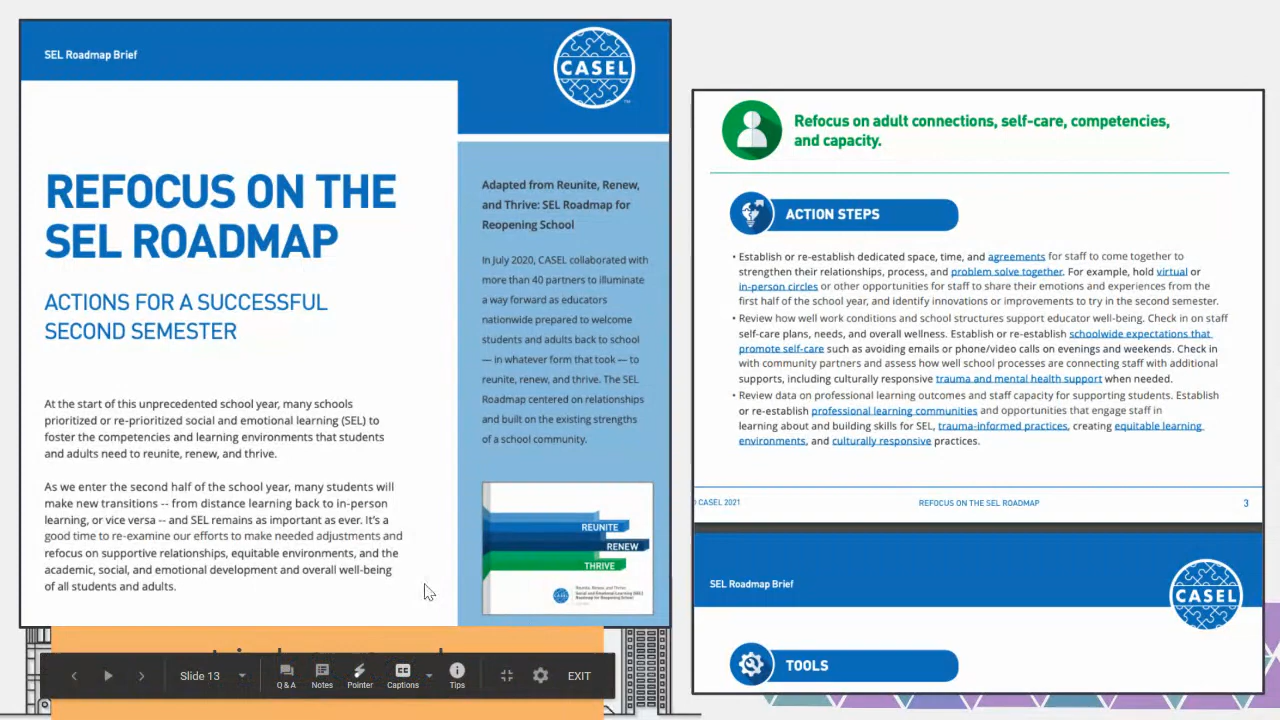 SEL Roadmap Brief
CASEL
REFOCUS ON THE
SEL ROADMAP
ACTIONS FOR A SUCCESSFUL
SECOND SEMESTER
At the start of this unprecedented school year, many schools
prioritized or re-prioritized social and emotional learning (SEL) to
foster the competencies and learning environments that students
and adults need to reunite, renew, and thrive.
As we enter the second half of the school year, many students will
make new transitions -- from distance learning back to in-person
learning, or vice versa -- and SEL remains as important as ever. It's a
good time to re-examine our efforts to make needed adjustments and
refocus on supportive relationships, equitable environments, and the
academic, social, and emotional development and overall well-being
of all students and adults.
Adapted from Reunite, Renew,
and Thrive: SEL Roadmap for
Reopening School
In July 2020, CASEL collaborated with
more than 40 partners to illuminate
a way forward as educators
nationwide prepared to welcome
students and adults back to school
— in whatever form that took — to
reunite, renew, and thrive. The SEL
Roadmap centered on relationships
and built on the existing strengths
of a school community.
REUNITE
RENEW
THRIVE
Reunite, Renew, and Thrive:
Social and Emotional Learning (SEL)
Roadmap for Reopening School
Slide 13
Q & A
Notes
Pointer
Captions
Tips
EXIT
Refocus on adult connections, self-care, competencies,
and capacity.
ACTION STEPS
• Establish or re-establish dedicated space, time, and agreements for staff to come together to
strengthen their relationships, process, and problem solve together. For example, hold virtual or
in-person circles or other opportunities for staff to share their emotions and experiences from the
first half of the school year, and identify innovations or improvements to try in the second semester.
• Review how well work conditions and school structures support educator well-being. Check in on staff
self-care plans, needs, and overall wellness. Establish or re-establish schoolwide expectations that
promote self-care such as avoiding emails or phone/video calls on evenings and weekends. Check in
with community partners and assess how well school processes are connecting staff with additional
supports, including culturally responsive trauma and mental health support when needed.
• Review data on professional learning outcomes and staff capacity for supporting students. Establish
or re-establish professional learning communities and opportunities that engage staff in
learning about and building skills for SEL, trauma-informed practices, creating equitable learning
environments, and culturally responsive practices.
CASEL 2021
REFOCUS ON THE SEL ROADMAP
3
SEL Roadmap Brief
CASEL
TOOLS